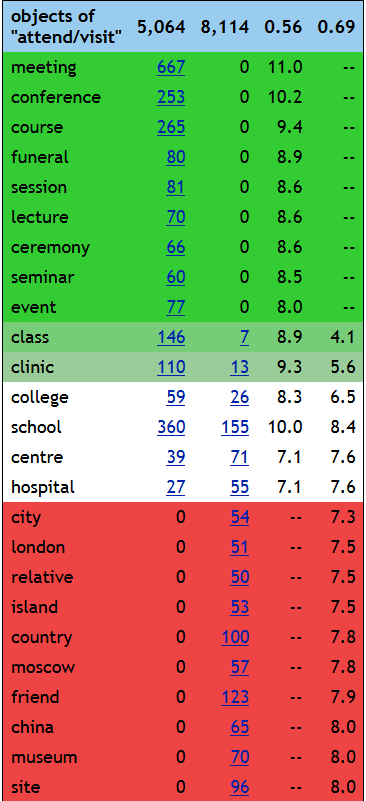 objects of "attend/visit" 5,064 8,114 0.56 0.69
meeting 667 0 11.0 --
conference 253 0 10.2 --
course 265 0 9.4 --
funeral 80 0 8.9 --
session 81 0 8.6 --
lecture 70 0 8.6 --
ceremony 66 0 8.6 --
seminar 60 0 8.5 --
event 77 0 8.0 --
class 146 7 8.9 4.1
clinic 110 13 9.3 5.6
college 59 26 8.3 6.5
school 360 155 10.0 8.4
centre 39 71 7.1 7.6
hospital 27 55 7.1 7.6
city 0 54 -- 7.3
london 0 51 -- 7.5
relative 0 50 -- 7.5
island 0 53 -- 7.5
country 0 100 -- 7.8
moscow 0 57 -- 7.8
friend 0 123 -- 7.9
china 0 65 -- 8.0
museum 0 70 -- 8.0
site 0 96 -- 8.0